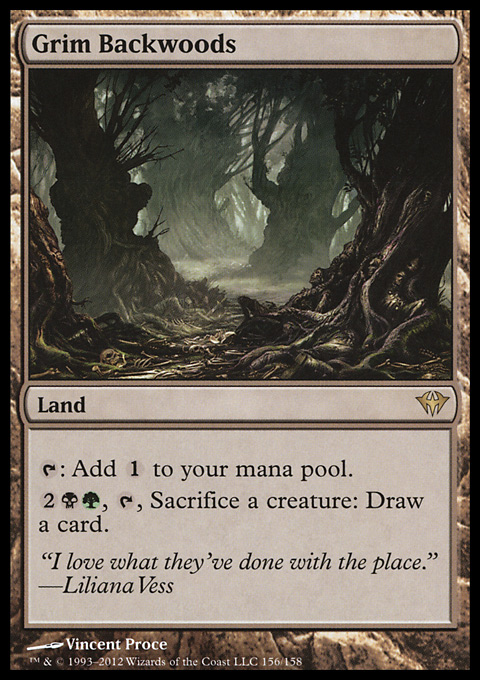 Grim Backwoods
Land
: Add 1 to your mana pool.
2, , Sacrifice a creature: Draw
a card.
“I love what they’ve done with the place.”
—Liliana Vess
Vincent Proce
™ & © 1993–2012 Wizards of the Coast LLC 156/158